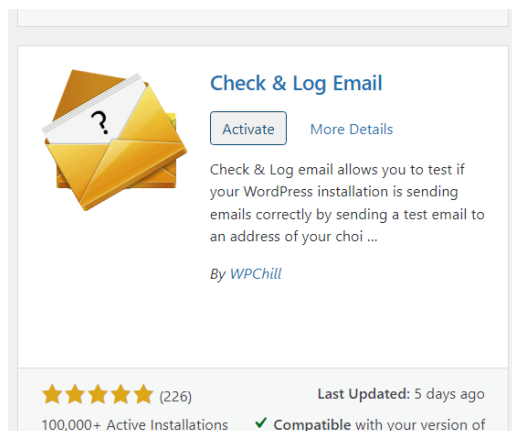 Check & Log Email
Activate
More Details
Check & Log email allows you to test if
your WordPress installation is sending
emails correctly by sending a test email to
an address of your choi ...
By WPChill
(226)
Last Updated: 5 days ago
100,000+ Active Installations
Compatible with your version of
?